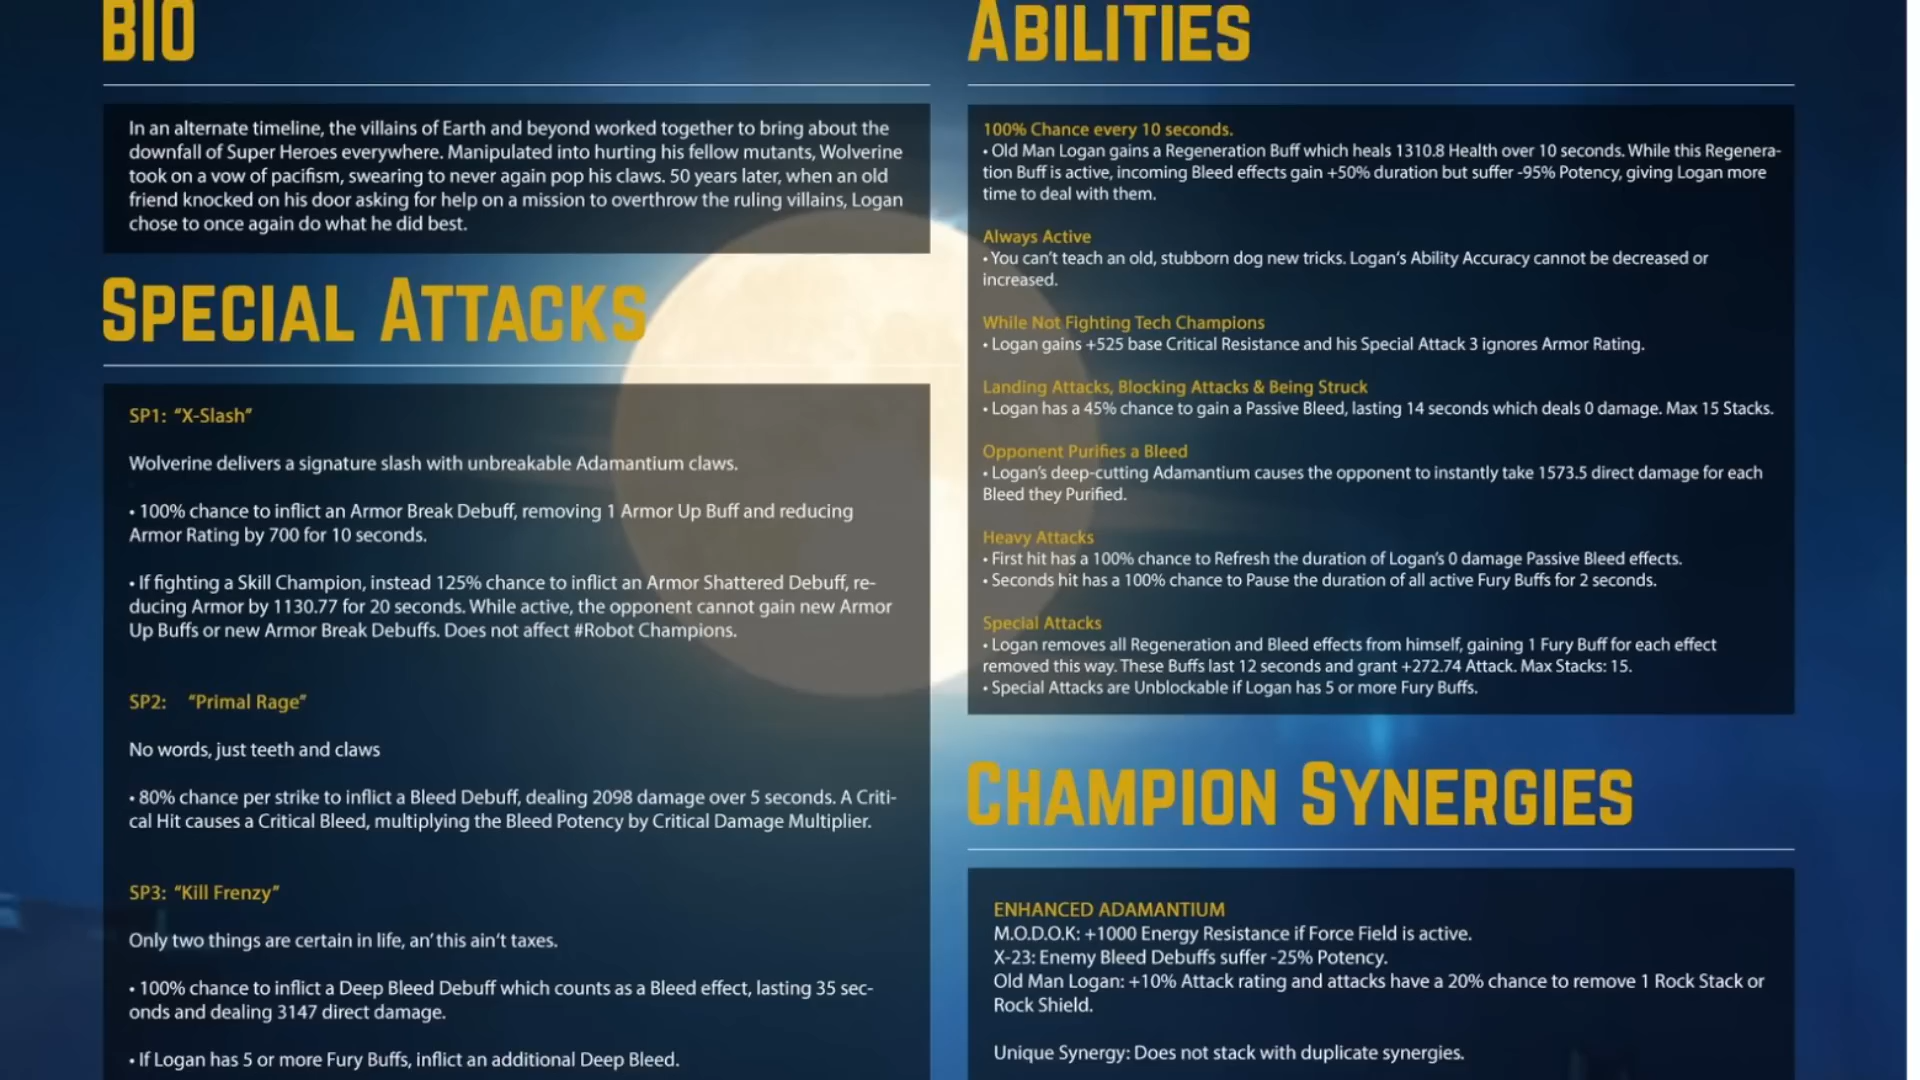 BIO
In an alternate timeline, the villains of Earth and beyond worked together to bring about the
downfall of Super Heroes everywhere. Manipulated into hurting his fellow mutants, Wolverine
took on a vow of pacifism, swearing to never again pop his claws. 50 years later, when an old
friend knocked on his door asking for help on a mission to overthrow the ruling villains, Logan
chose to once again do what he did best.
SPECIAL ATTACKS
SP1: “X-Slash”
Wolverine delivers a signature slash with unbreakable Adamantium claws.
• 100% chance to inflict an Armor Break Debuff, removing 1 Armor Up Buff and reducing
Armor Rating by 700 for 10 seconds.
• If fighting a Skill Champion, instead 125% chance to inflict an Armor Shattered Debuff, re-
ducing Armor by 1130.77 for 20 seconds. While active, the opponent cannot gain new Armor
Up Buffs or new Armor Break Debuffs. Does not affect #Robot Champions.
SP2: “Primal Rage”
No words, just teeth and claws
• 80% chance per strike to inflict a Bleed Debuff, dealing 2098 damage over 5 seconds. A Criti-
cal Hit causes a Critical Bleed, multiplying the Bleed Potency by Critical Damage Multiplier.
SP3: “Kill Frenzy”
Only two things are certain in life, an’ this ain’t taxes.
• 100% chance to inflict a Deep Bleed Debuff which counts as a Bleed effect, lasting 35 sec-
onds and dealing 3147 direct damage.
• If Logan has 5 or more Fury Buffs, inflict an additional Deep Bleed.
ABILITIES
100% Chance every 10 seconds.
• Old Man Logan gains a Regeneration Buff which heals 1310.8 Health over 10 seconds. While this Regenera-
tion Buff is active, incoming Bleed effects gain +50% duration but suffer -95% Potency, giving Logan more
time to deal with them.
Always Active
• You can’t teach an old, stubborn dog new tricks. Logan’s Ability Accuracy cannot be decreased or
increased.
While Not Fighting Tech Champions
• Logan gains +525 base Critical Resistance and his Special Attack 3 ignores Armor Rating.
Landing Attacks, Blocking Attacks & Being Struck
• Logan has a 45% chance to gain a Passive Bleed, lasting 14 seconds which deals 0 damage. Max 15 Stacks.
Opponent Purifies a Bleed
• Logan’s deep-cutting Adamantium causes the opponent to instantly take 1573.5 direct damage for each
Bleed they Purified.
Heavy Attacks
• First hit has a 100% chance to Refresh the duration of Logan’s 0 damage Passive Bleed effects.
• Seconds hit has a 100% chance to Pause the duration of all active Fury Buffs for 2 seconds.
Special Attacks
• Logan removes all Regeneration and Bleed effects from himself, gaining 1 Fury Buff for each effect
removed this way. These Buffs last 12 seconds and grant +272.74 Attack. Max Stacks: 15.
• Special Attacks are Unblockable if Logan has 5 or more Fury Buffs.
CHAMPION SYNERGIES
ENHANCED ADAMANTIUM
M.O.D.O.K: +1000 Energy Resistance if Force Field is active.
X-23: Enemy Bleed Debuffs suffer -25% Potency.
Old Man Logan: +10% Attack rating and attacks have a 20% chance to remove 1 Rock Stack or
Rock Shield.
Unique Synergy: Does not stack with duplicate synergies.